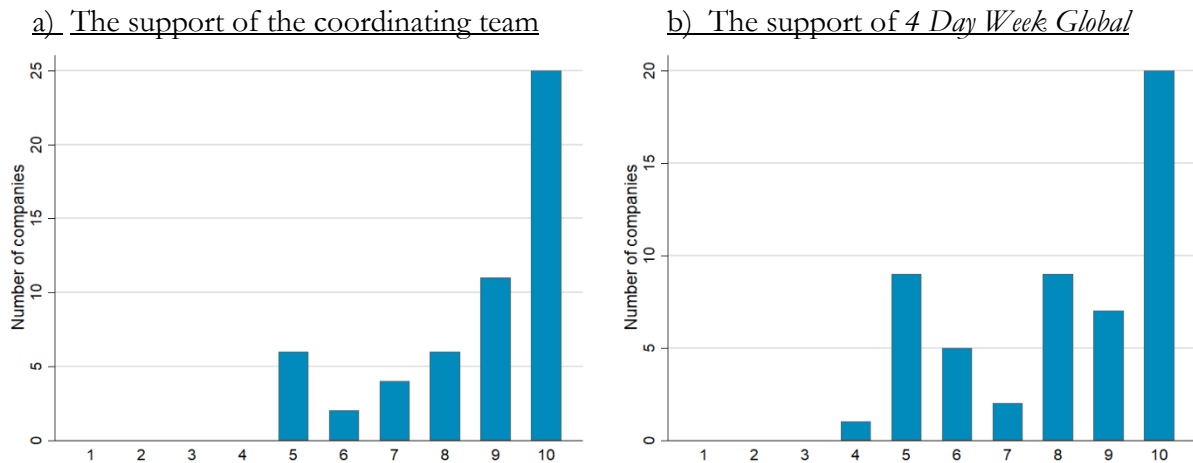 a) The support of the coordinating team
25
20
15
10
5
0
Number of companies
1 2 3 4 5 6 7 8 9 10
b) The support of 4 Day Week Global
20
15
10
5
0
Number of companies
1 2 3 4 5 6 7 8 9 10